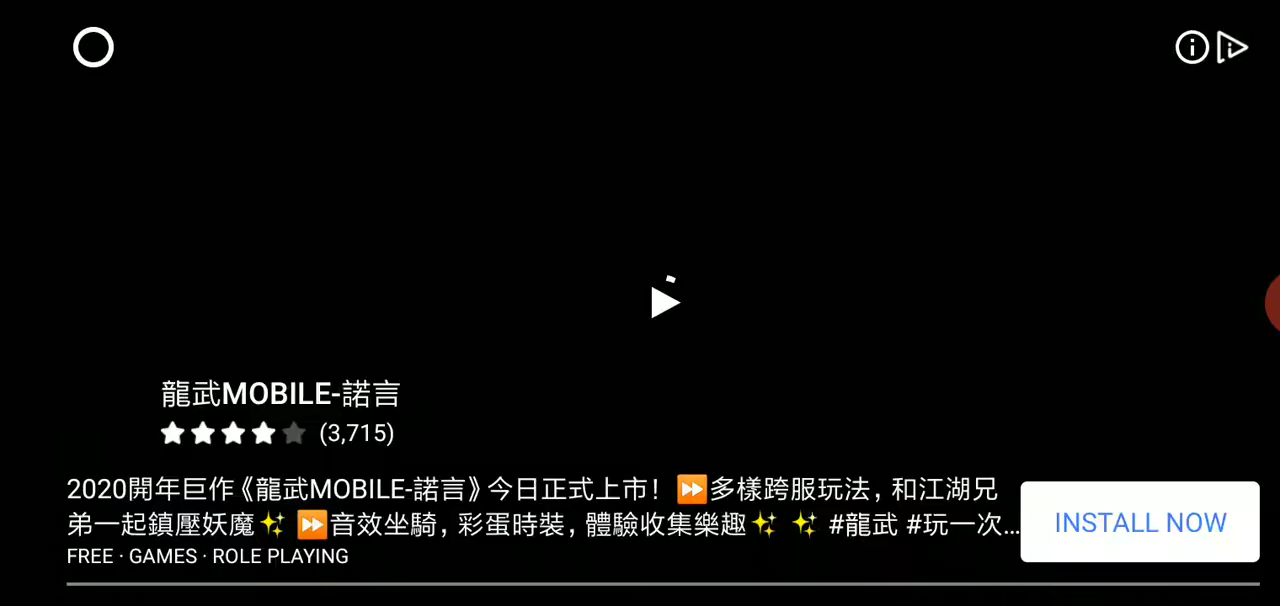 龍武MOBILE-諾言
(3,715)
2020開年巨作《龍武MOBILE-諾言》今日正式上市！⏩多樣跨服玩法，和江湖兄
弟一起鎮壓妖魔✨ ⏩音效坐騎，彩蛋時裝，體驗收集樂趣✨ ✨ #龍武 #玩一次...
INSTALL NOW
FREE · GAMES · ROLE PLAYING